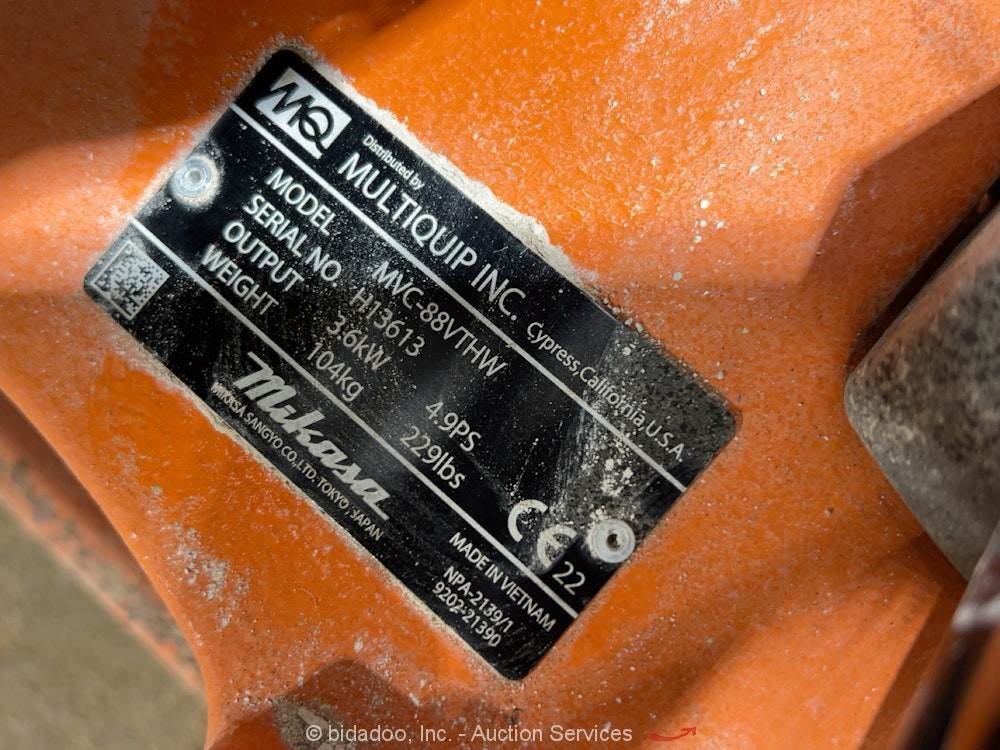 MQ
Distributed by
MULTIQUIP INC. Cypress,California,U.S.A.
MODEL MVC-88VTHW
SERIAL NO. H13613
OUTPUT 3.6kW 4.9PS
WEIGHT 104kg 229lbs
CE 22
Mikasa
MIKASA SANGYO CO.,LTD. TOKYO JAPAN
MADE IN VIETNAM
NPA-2139/1
9202-21390
© bidadoo, Inc. - Auction Services